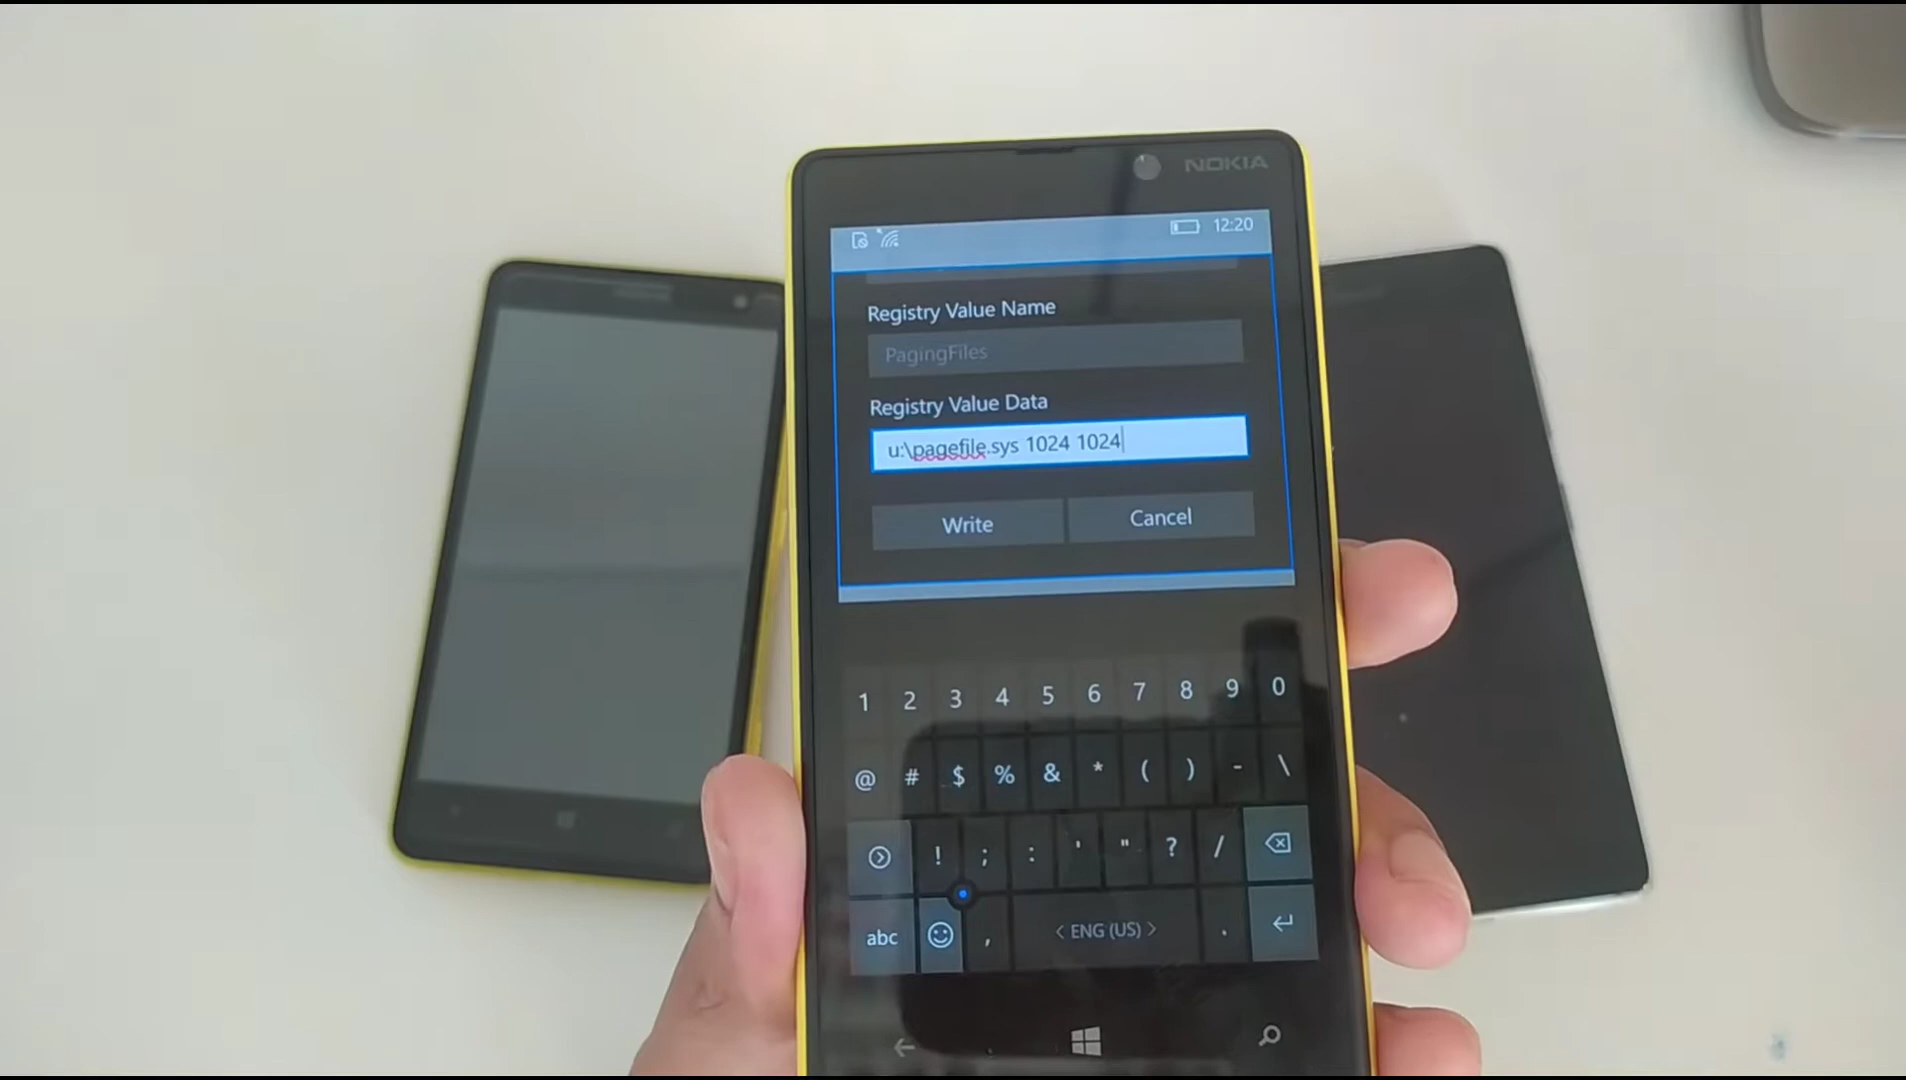 NOKIA
12:20
Registry Value Name
PagingFiles
Registry Value Data
u:\pagefile.sys 1024 1024
Write Cancel
1 2 3 4 5 6 7 8 9 0
@ # $ % & * ( ) - \
! ; : ' " ? /
abc , < ENG (US) > .